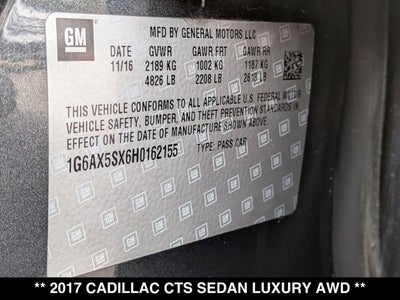 GM
MFD BY GENERAL MOTORS LLC
11/16 GVWR GAWR FRT GAWR RR
2189 KG 1002 KG 1187 KG
4826 LB 2208 LB 2618 LB
THIS VEHICLE CONFORMS TO ALL APPLICABLE U.S. FEDERAL MOTOR
VEHICLE SAFETY, BUMPER, AND THEFT PREVENTION STANDARDS IN
EFFECT ON THE DATE OF MANUFACTURE SHOWN ABOVE.
1G6AX5SX6H0162155 TYPE: PASS CAR
** 2017 CADILLAC CTS SEDAN LUXURY AWD **